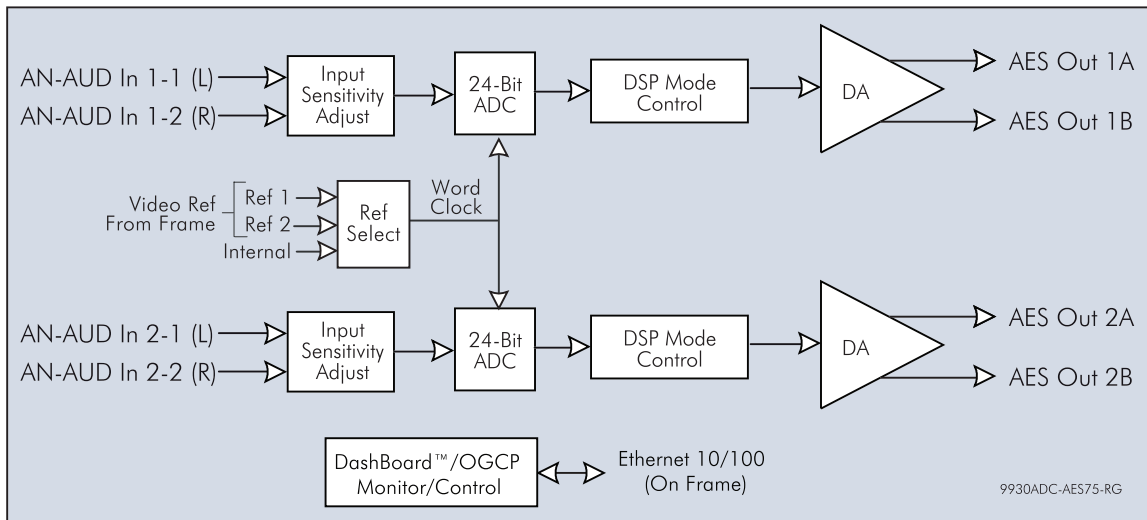 AN-AUD In 1-1 (L)
AN-AUD In 1-2 (R)
Input
Sensitivity
Adjust
24-Bit
ADC
DSP Mode
Control
DA
AES Out 1A
AES Out 1B
Video Ref
From Frame
Ref 1
Ref 2
Internal
Ref
Select
Word
Clock
AN-AUD In 2-1 (L)
AN-AUD In 2-2 (R)
Input
Sensitivity
Adjust
24-Bit
ADC
DSP Mode
Control
DA
AES Out 2A
AES Out 2B
DashBoard™/OGCP
Monitor/Control
Ethernet 10/100
(On Frame)
9930ADC-AES75-RG